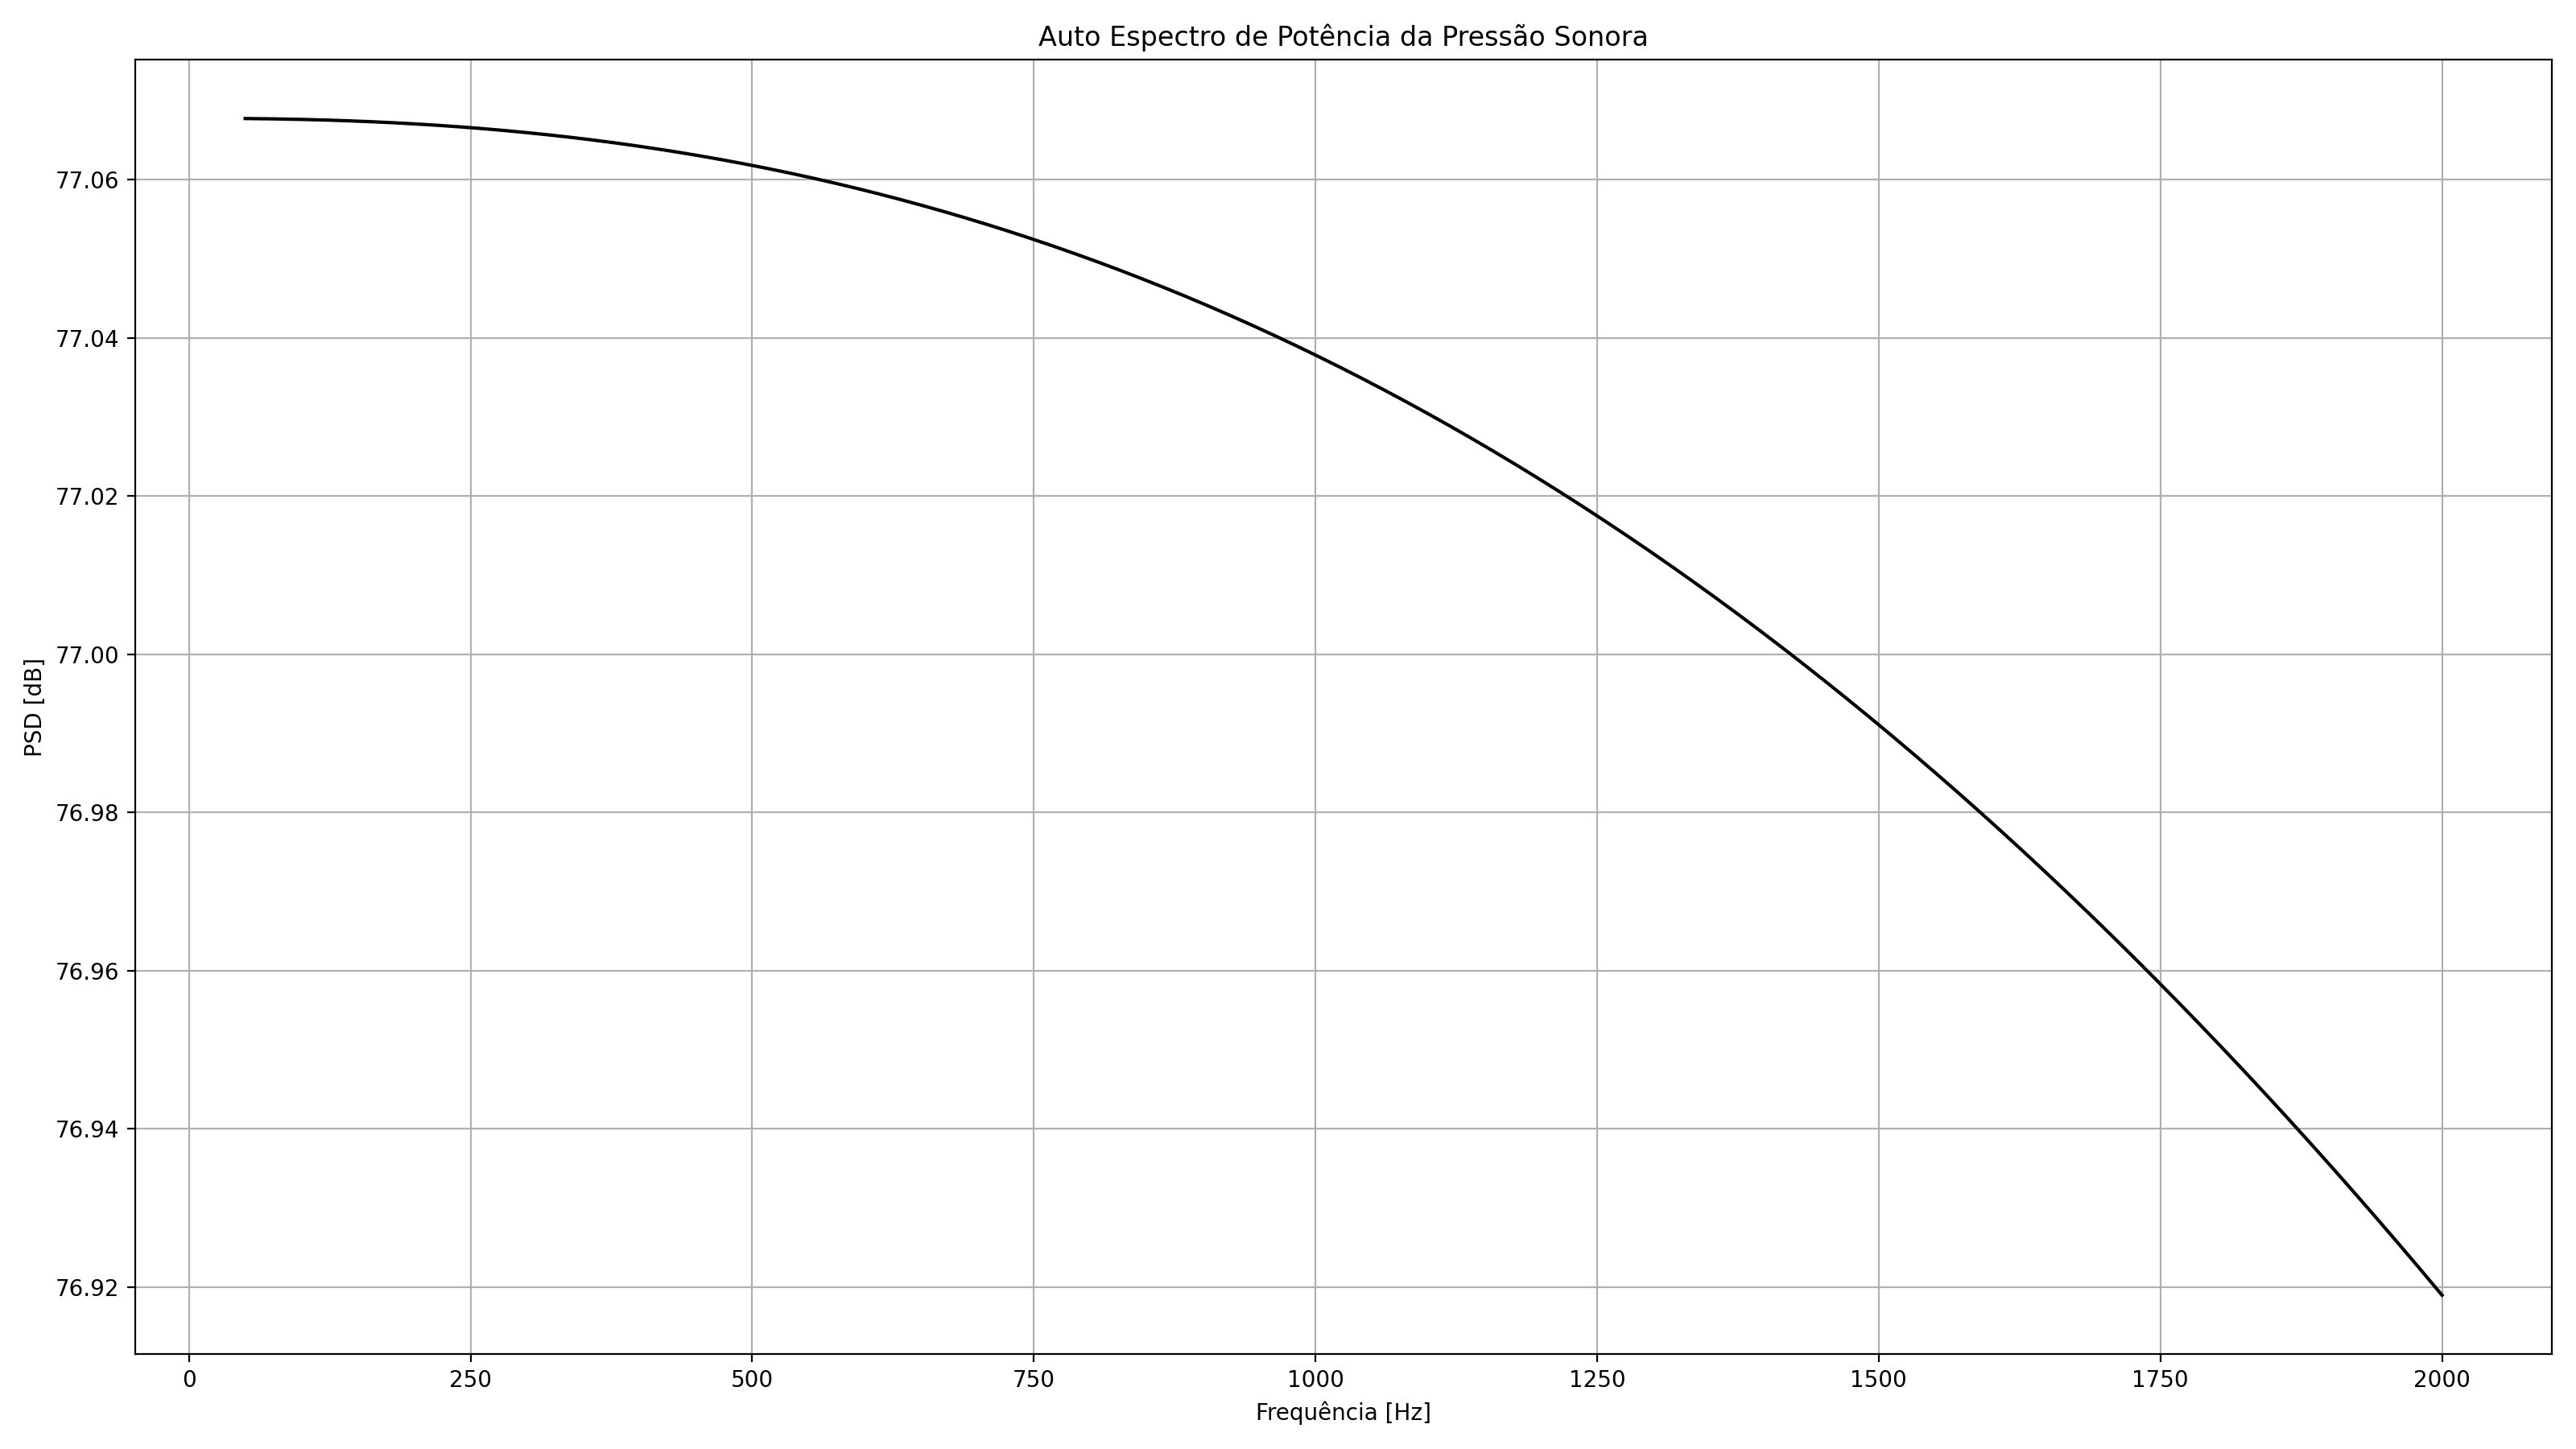 Auto Espectro de Potência da Pressão Sonora
PSD [dB]
77.06
77.04
77.02
77.00
76.98
76.96
76.94
76.92
0 250 500 750 1000 1250 1500 1750 2000
Frequência [Hz]